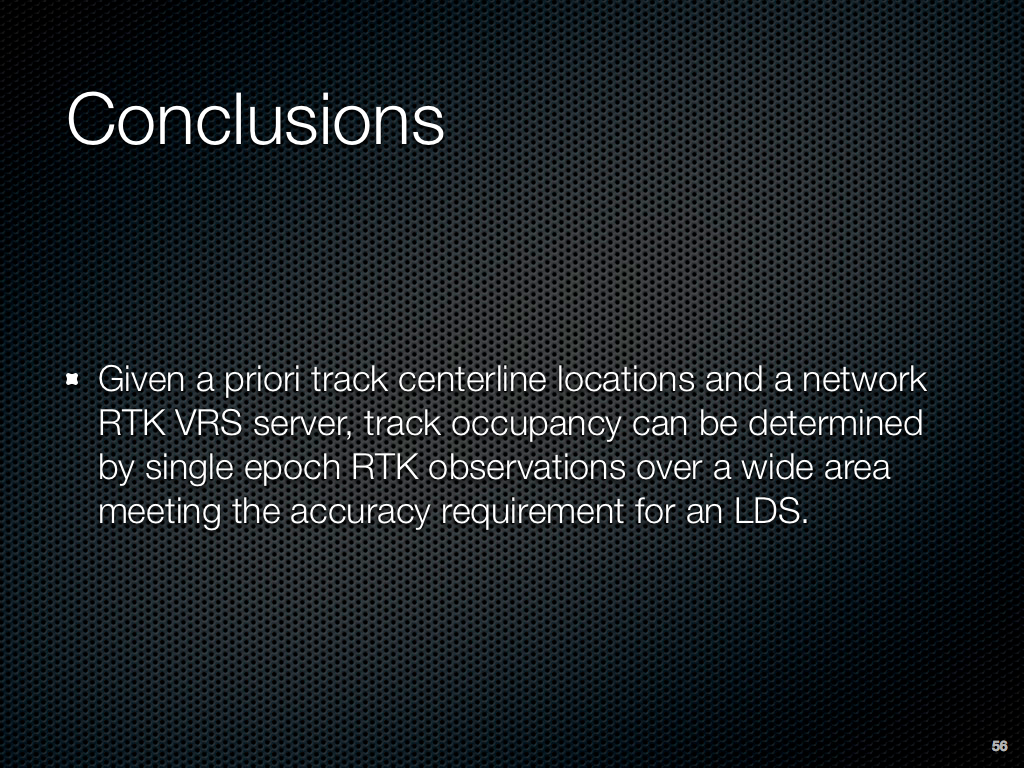 Conclusions
Given a priori track centerline locations and a network
RTK VRS server, track occupancy can be determined
by single epoch RTK observations over a wide area
meeting the accuracy requirement for an LDS.
56